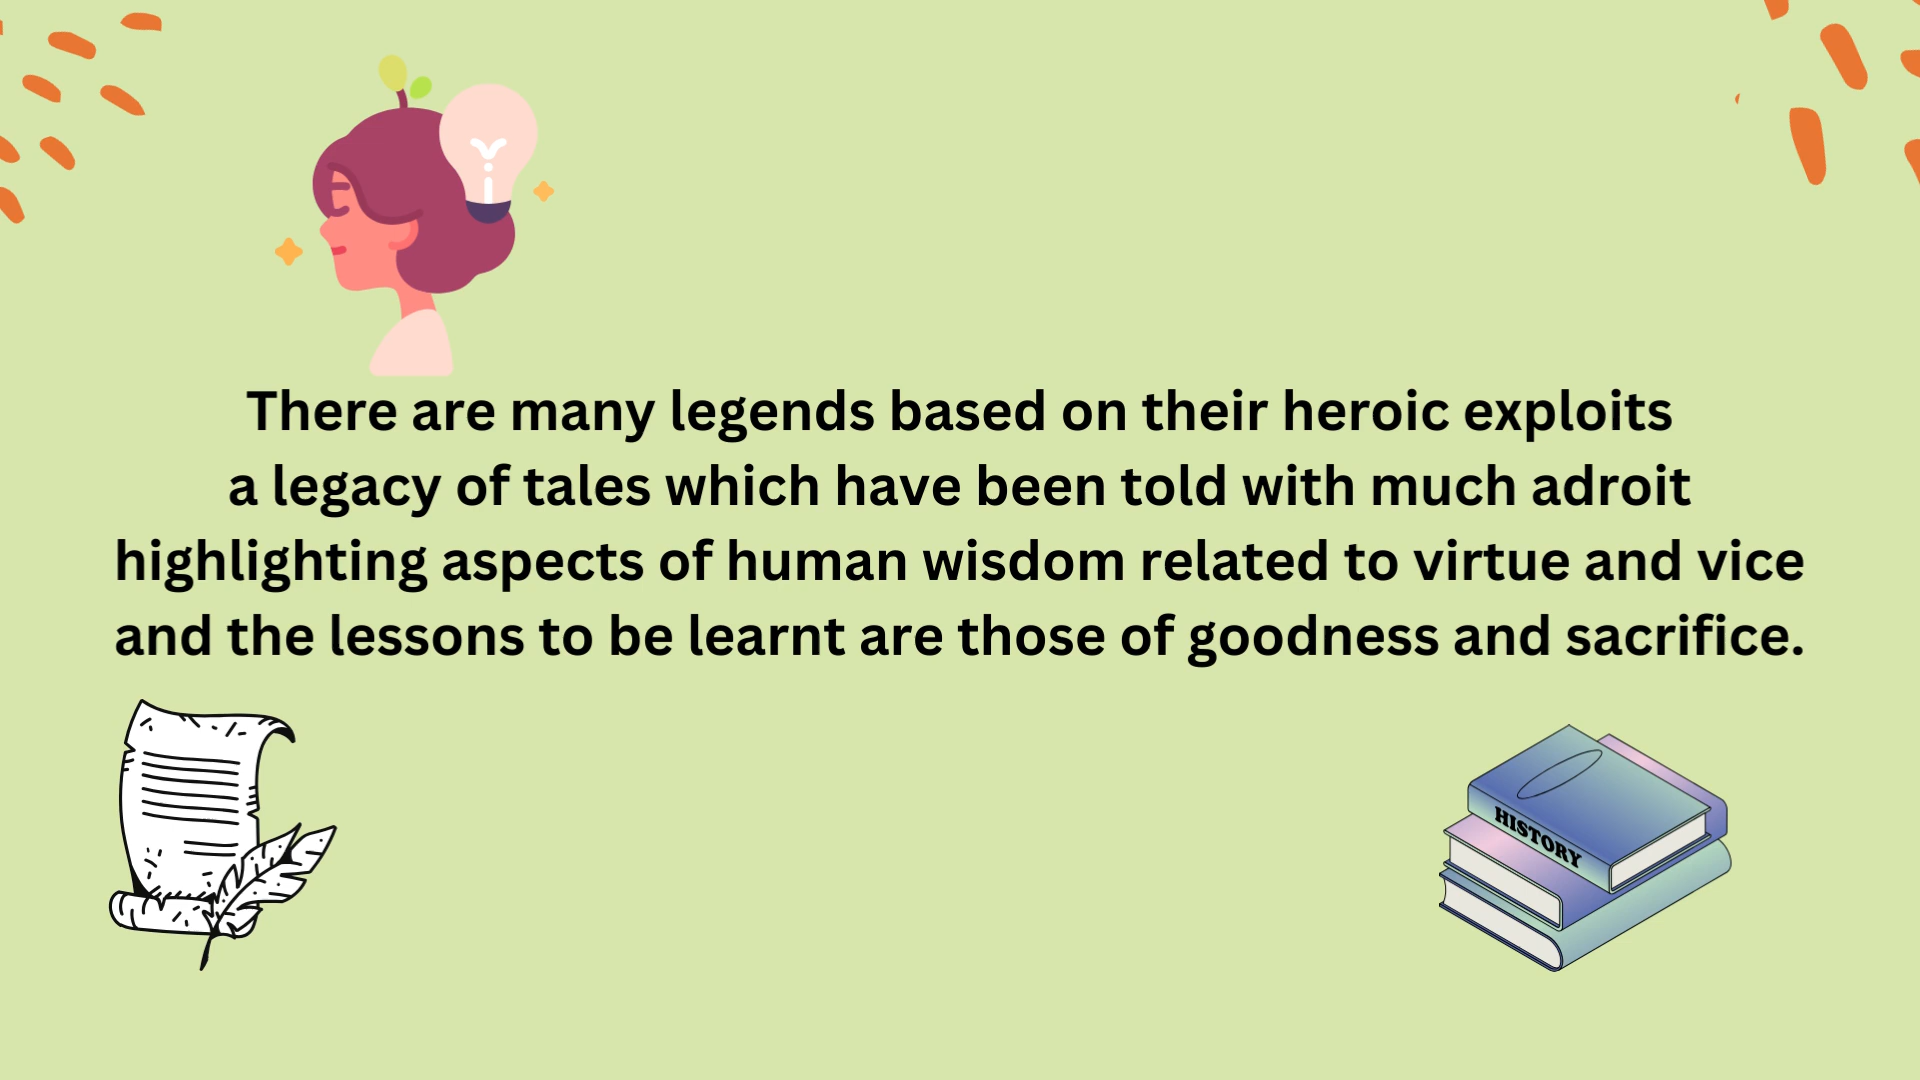 There are many legends based on their heroic exploits
a legacy of tales which have been told with much adroit
highlighting aspects of human wisdom related to virtue and vice
and the lessons to be learnt are those of goodness and sacrifice.
HISTORY